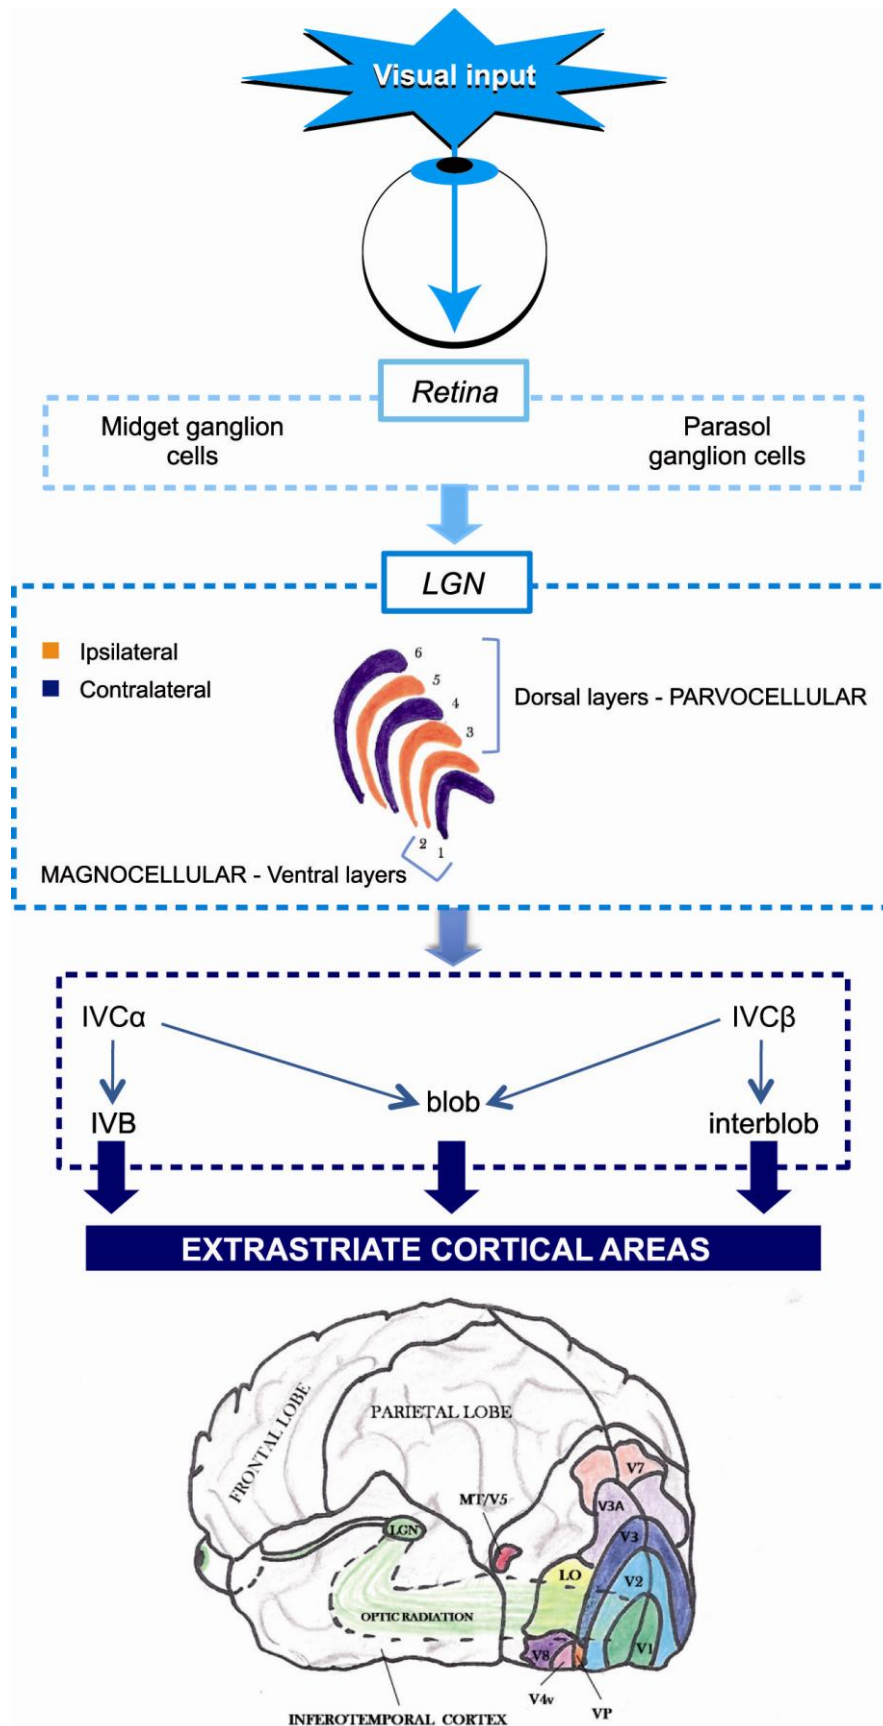 Visual input
Retina
Midget ganglion
cells
Parasol
ganglion cells
LGN
Ipsilateral
Contralateral
6
5
4
3
Dorsal layers - PARVOCELLULAR
2
1
MAGNOCELLULAR - Ventral layers
IVCα
IVCβ
blob
IVB
interblob
EXTRASTRIATE CORTICAL AREAS
FRONTAL LOBE
PARIETAL LOBE
V7
MT/V5
V3A
LGN
V3
LO
V2
OPTIC RADIATION
V8
V1
V4v
VP
INFEROTEMPORAL CORTEX